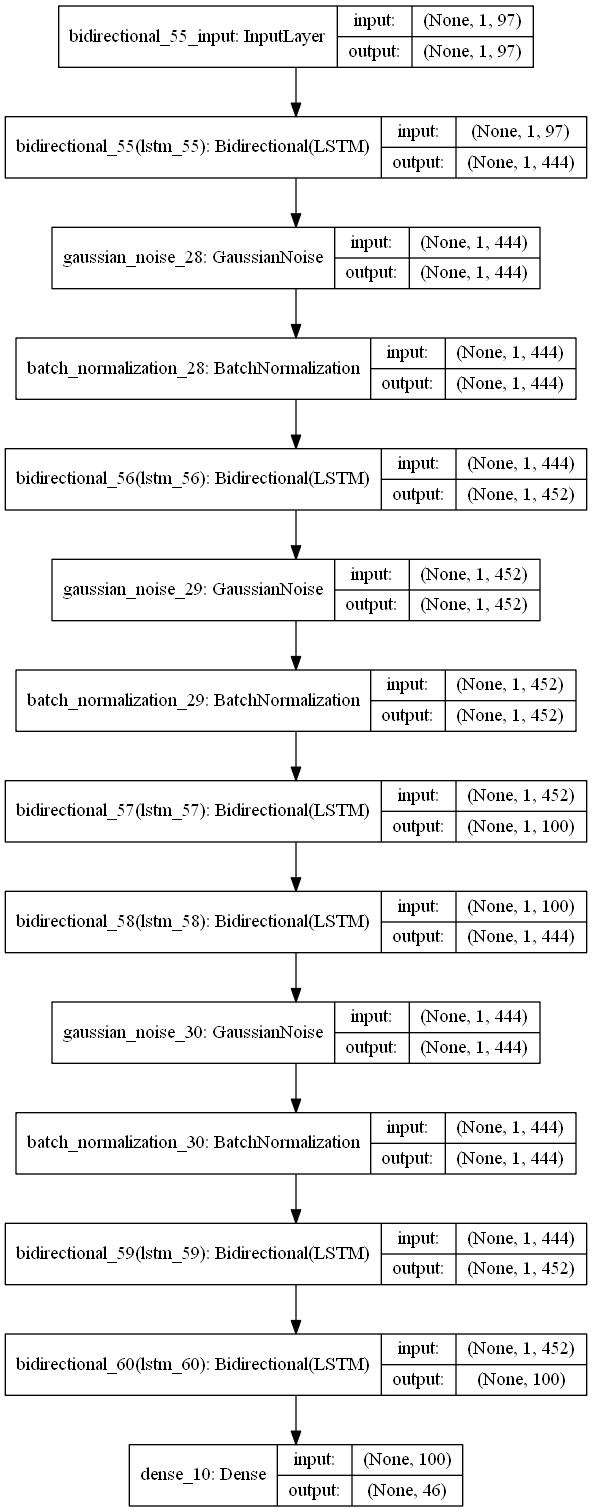 bidirectional_55_input: InputLayer
input: (None, 1, 97)
output: (None, 1, 97)
bidirectional_55(lstm_55): Bidirectional(LSTM)
input: (None, 1, 97)
output: (None, 1, 444)
gaussian_noise_28: GaussianNoise
input: (None, 1, 444)
output: (None, 1, 444)
batch_normalization_28: BatchNormalization
input: (None, 1, 444)
output: (None, 1, 444)
bidirectional_56(lstm_56): Bidirectional(LSTM)
input: (None, 1, 444)
output: (None, 1, 452)
gaussian_noise_29: GaussianNoise
input: (None, 1, 452)
output: (None, 1, 452)
batch_normalization_29: BatchNormalization
input: (None, 1, 452)
output: (None, 1, 452)
bidirectional_57(lstm_57): Bidirectional(LSTM)
input: (None, 1, 452)
output: (None, 1, 100)
bidirectional_58(lstm_58): Bidirectional(LSTM)
input: (None, 1, 100)
output: (None, 1, 444)
gaussian_noise_30: GaussianNoise
input: (None, 1, 444)
output: (None, 1, 444)
batch_normalization_30: BatchNormalization
input: (None, 1, 444)
output: (None, 1, 444)
bidirectional_59(lstm_59): Bidirectional(LSTM)
input: (None, 1, 444)
output: (None, 1, 452)
bidirectional_60(lstm_60): Bidirectional(LSTM)
input: (None, 1, 452)
output: (None, 100)
dense_10: Dense
input: (None, 100)
output: (None, 46)